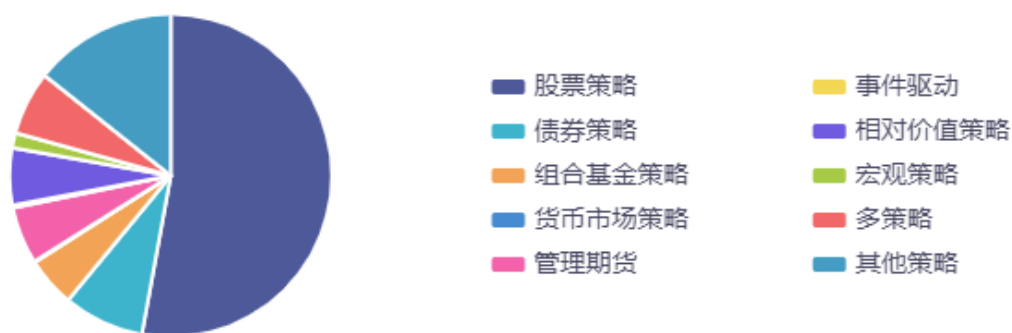 股票策略
债券策略
组合基金策略
货币市场策略
管理期货
事件驱动
相对价值策略
宏观策略
多策略
其他策略